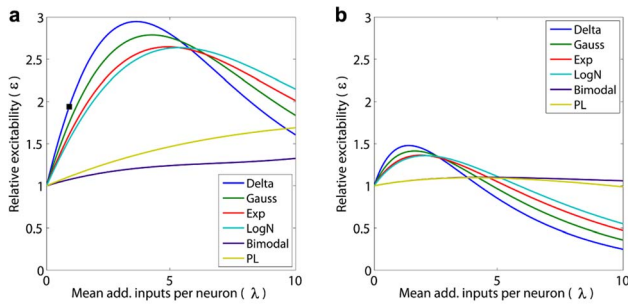 a
Relative excitability ( ε )
3
2.5
2
1.5
1
0.5
0
0
5
10
Mean add. inputs per neuron ( λ )
Delta
Gauss
Exp
LogN
Bimodal
PL
b
Relative excitability ( ε )
3
2.5
2
1.5
1
0.5
0
0
5
10
Mean add. inputs per neuron ( λ )
Delta
Gauss
Exp
LogN
Bimodal
PL